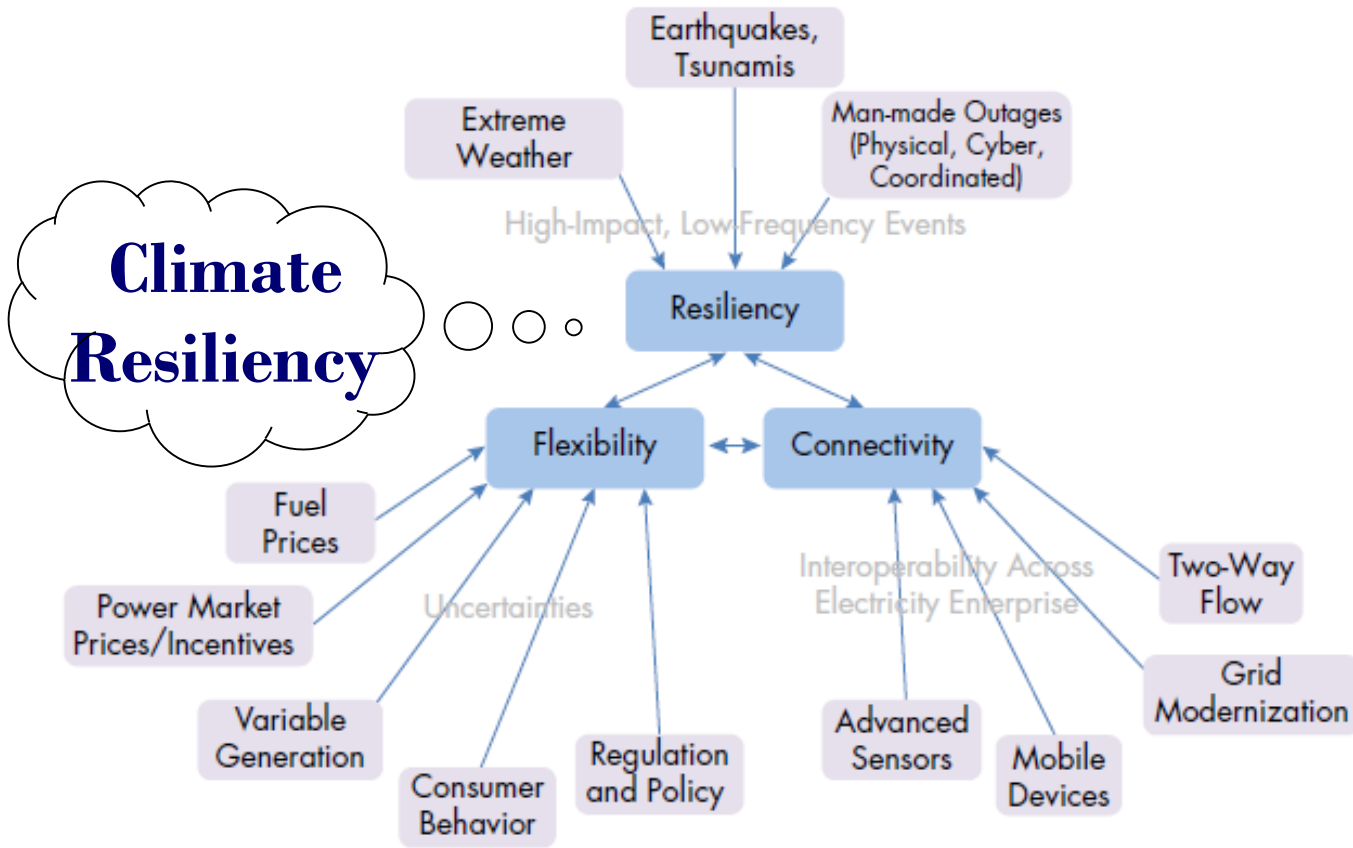 Earthquakes,
Tsunamis
Extreme
Weather
Man-made Outages
(Physical, Cyber,
Coordinated)
High-Impact, Low-Frequency Events
Climate
Resiliency
Resiliency
Flexibility
Connectivity
Fuel
Prices
Power Market
Prices/Incentives
Uncertainties
Variable
Generation
Consumer
Behavior
Regulation
and Policy
Interoperability Across
Electricity Enterprise
Two-Way
Flow
Grid
Modernization
Advanced
Sensors
Mobile
Devices